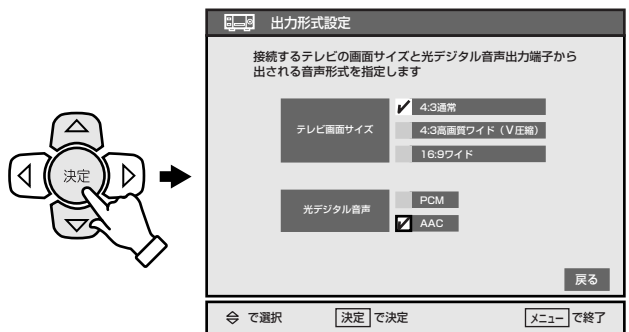 出力形式設定
接続するテレビの画面サイズと光デジタル音声出力端子から
出される音声形式を指定します
テレビ画面サイズ
4:3通常
4:3高画質ワイド（V圧縮）
16:9ワイド
決定
光デジタル音声
PCM
AAC
戻る
で選択 決定 で決定 メニュー で終了